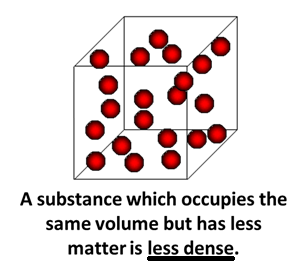 A substance which occupies the
same volume but has less
matter is less dense.